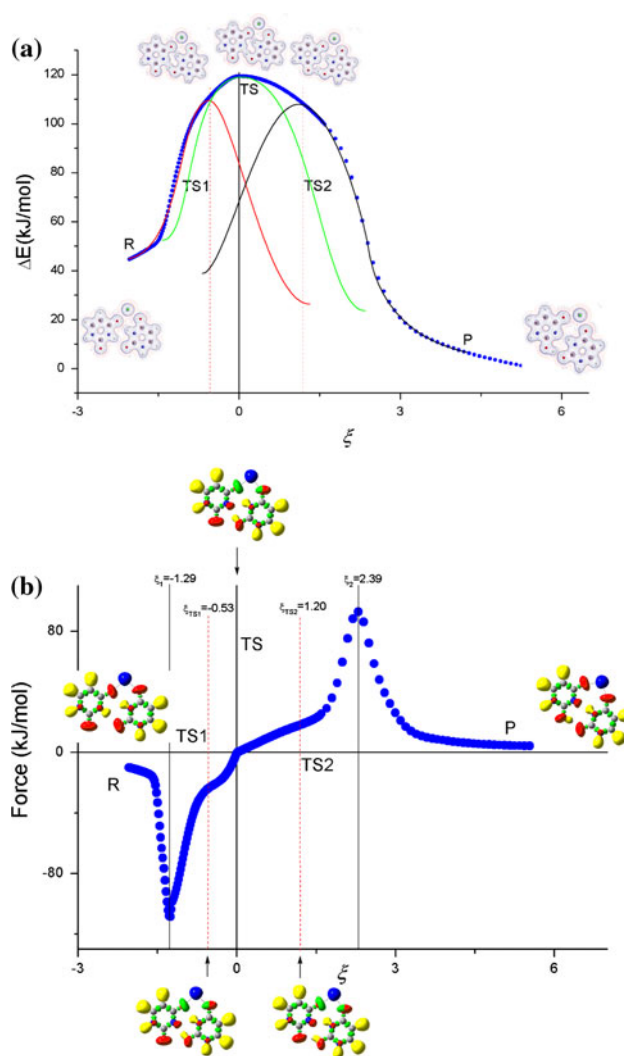 (a)
120
100
80
60
40
20
0
ΔE(kJ/mol)
TS
TS1
TS2
R
P
-3
0
3
6
ξ
(b)
ξ1=-1.29
ξTS1=-0.53
ξTS2=1.20
ξ2=2.39
80
0
-80
Force (kJ/mol)
TS
TS1
TS2
R
P
-3
0
3
6
ξ